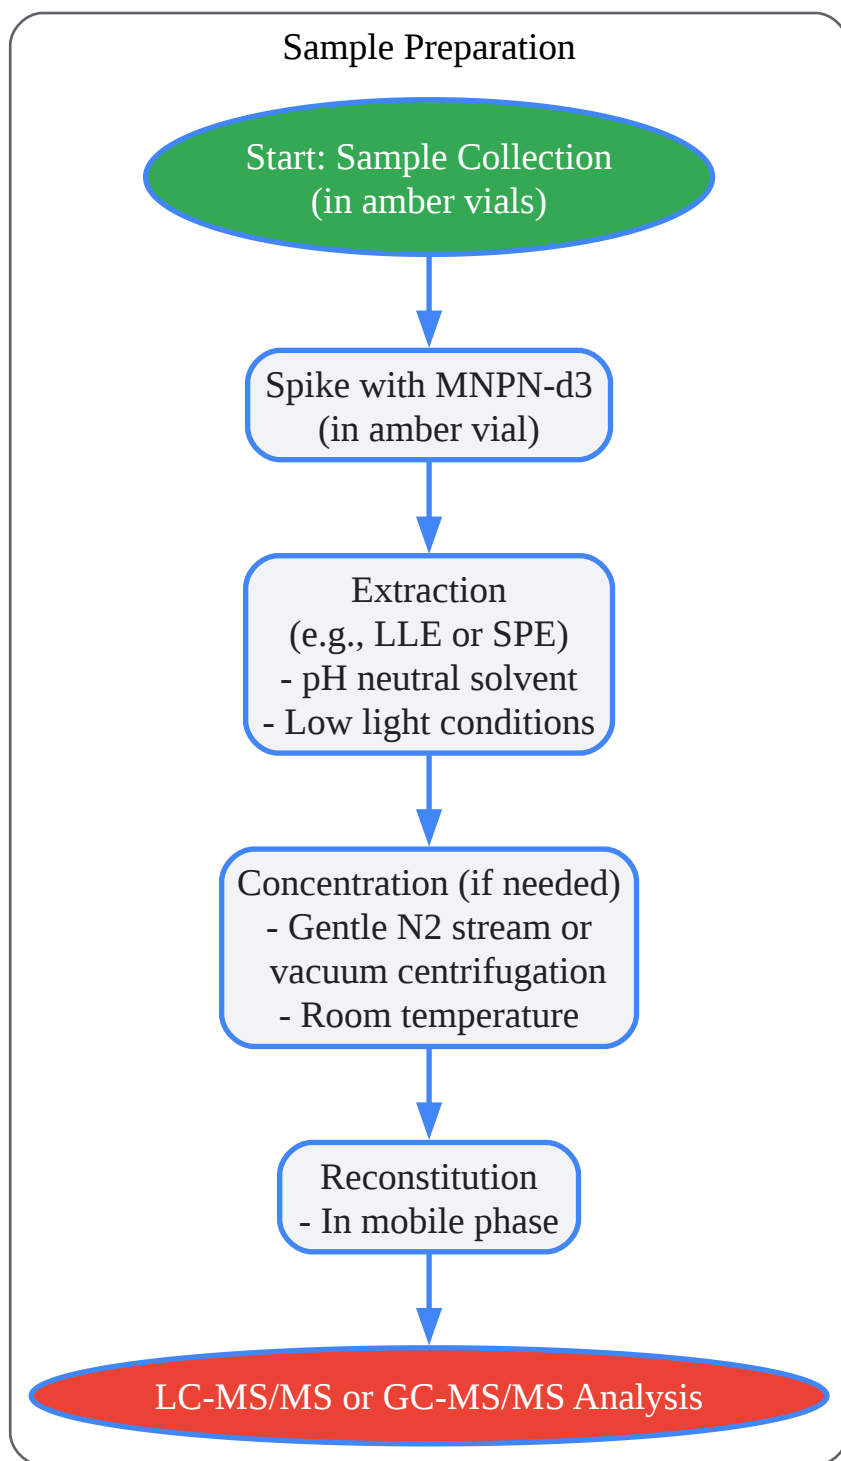 Sample Preparation
Start: Sample Collection
(in amber vials)
Spike with MNPN-d3
(in amber vial)
Extraction
(e.g., LLE or SPE)
- pH neutral solvent
- Low light conditions
Concentration (if needed)
- Gentle N2 stream or
vacuum centrifugation
- Room temperature
Reconstitution
- In mobile phase
LC-MS/MS or GC-MS/MS Analysis